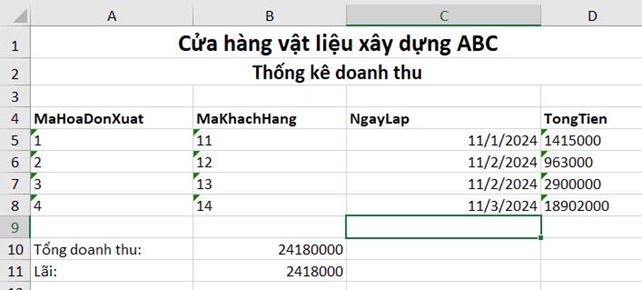 A B C D
1 Cửa hàng vật liệu xây dựng ABC
2 Thống kê doanh thu
3
4 MaHoaDonXuat MaKhachHang NgayLap TongTien
5 1 11 11/1/2024 1415000
6 2 12 11/2/2024 963000
7 3 13 11/2/2024 2900000
8 4 14 11/3/2024 18902000
9
10 Tổng doanh thu: 24180000
11 Lãi: 2418000